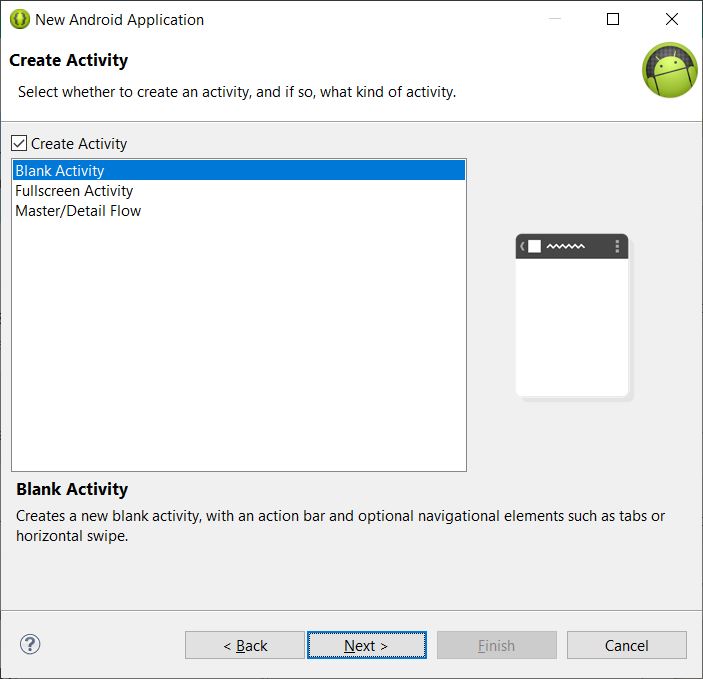 New Android Application
Create Activity
Select whether to create an activity, and if so, what kind of activity.
Create Activity
Blank Activity
Fullscreen Activity
Master/Detail Flow
Blank Activity
Creates a new blank activity, with an action bar and optional navigational elements such as tabs or
horizontal swipe.
?
< Back
Next >
Finish
Cancel